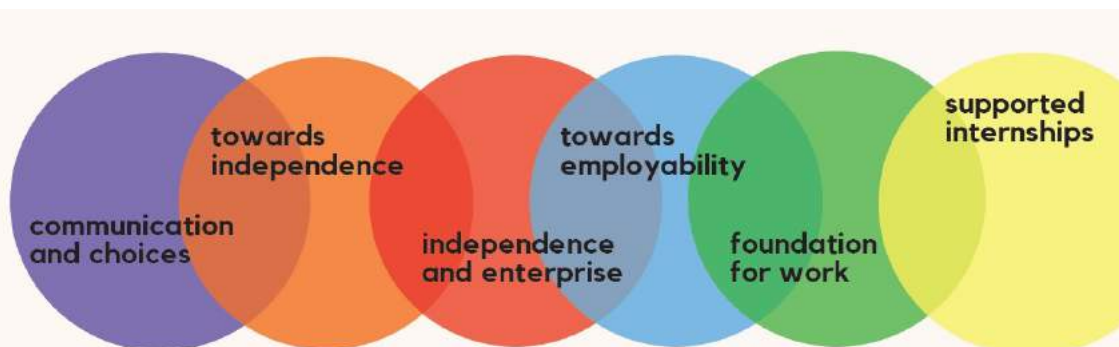 communication
and choices
towards
independence
independence
and enterprise
towards
employability
foundation
for work
supported
internships